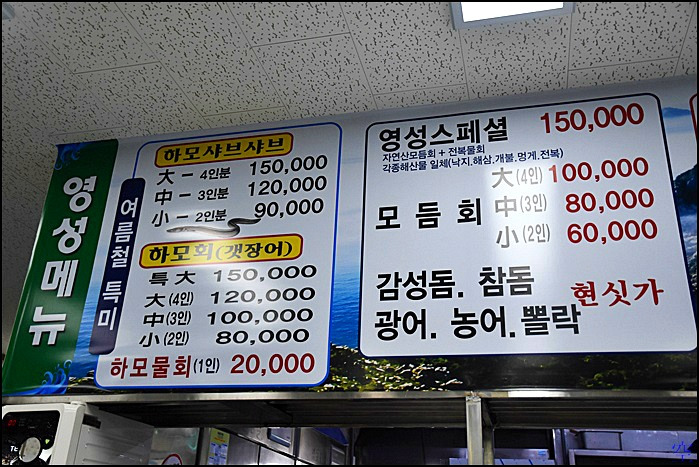 영성메뉴
여름철 특미
하모샤브샤브
大 - 4인분 150,000
中 - 3인분 120,000
小 - 2인분 90,000
하모회(갯장어)
특大 150,000
大(4인) 120,000
中(3인) 100,000
小(2인) 80,000
하모물회(1인) 20,000
영성스페셜 150,000
자연산모듬회 + 전복물회
각종해산물 일체(낙지,해삼,개불,멍게,전복)
모듬회
大(4인) 100,000
中(3인) 80,000
小(2인) 60,000
감성돔. 참돔
광어. 농어. 뽈락
현싯가